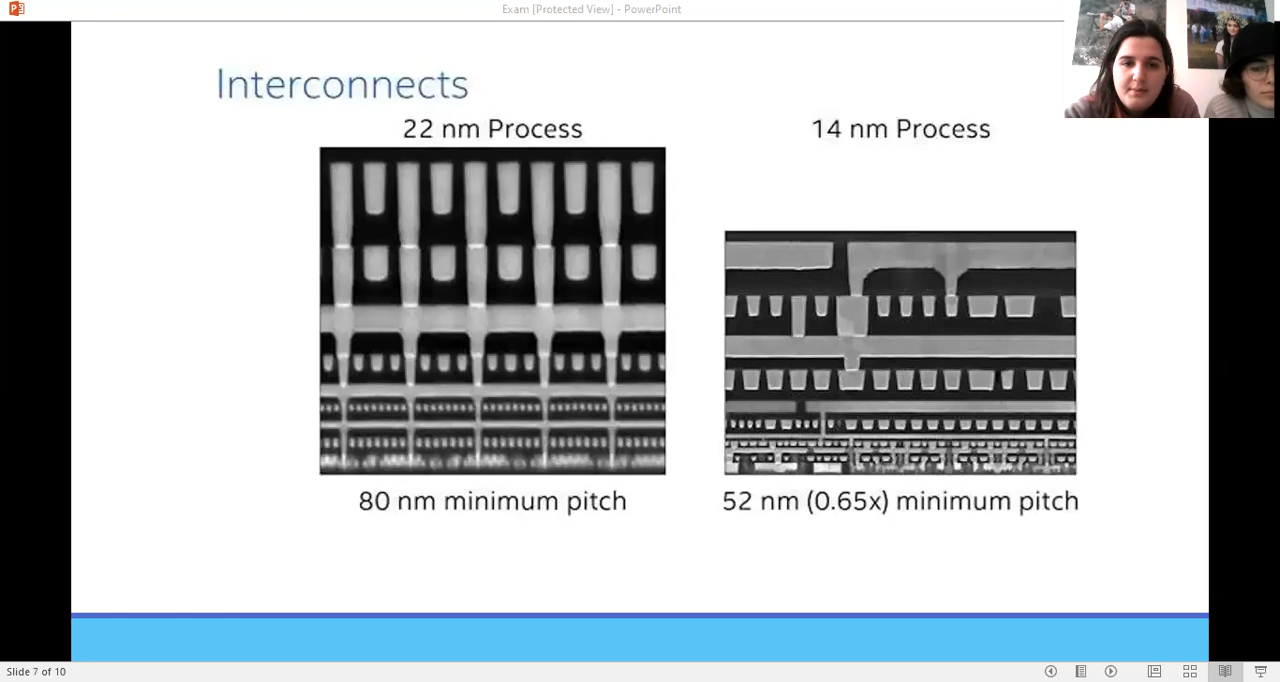 Exam [Protected View] - PowerPoint
Interconnects
22 nm Process
14 nm Process
80 nm minimum pitch
52 nm (0.65x) minimum pitch
Slide 7 of 10